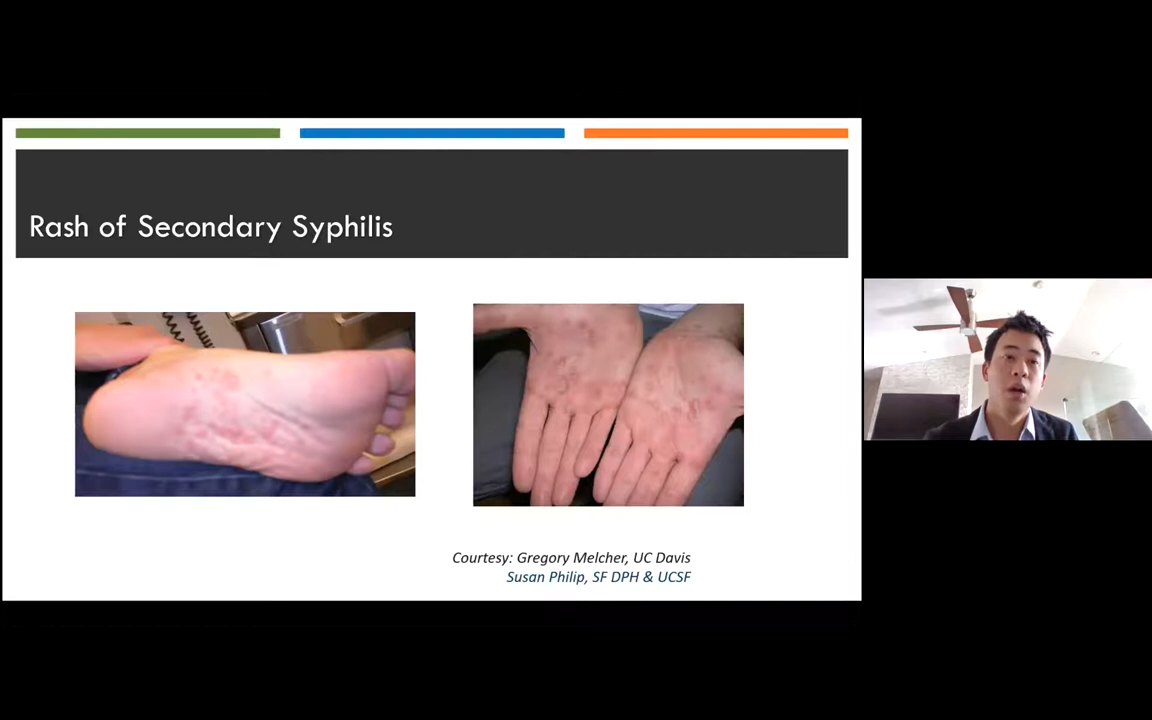 Rash of Secondary Syphilis
Courtesy: Gregory Melcher, UC Davis
Susan Philip, SF DPH & UCSF